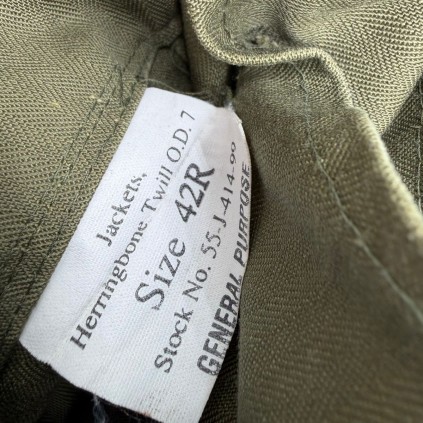 Jackets,
Herringbone Twill O.D. 7
Size 42R
Stock No. 55-J-414-90
GENERAL PURPOSE